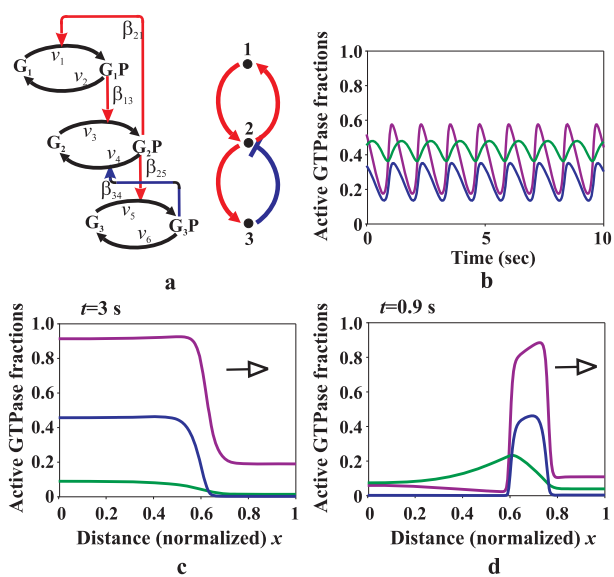 β21
v1
G1
v2
G1P
β13
v3
G2
v4
G2P
β25
β34
v5
G3
v6
G3P
a
1
2
3
Active GTPase fractions
1.0
0.8
0.6
0.4
0.2
0
0
5
10
Time (sec)
b
t=3 s
Active GTPase fractions
1.0
0.8
0.6
0.4
0.2
0
0
0.2
0.4
0.6
0.8
1
Distance (normalized) x
c
t=0.9 s
Active GTPase fractions
1.0
0.8
0.6
0.4
0.2
0
0
0.2
0.4
0.6
0.8
1
Distance (normalized) x
d